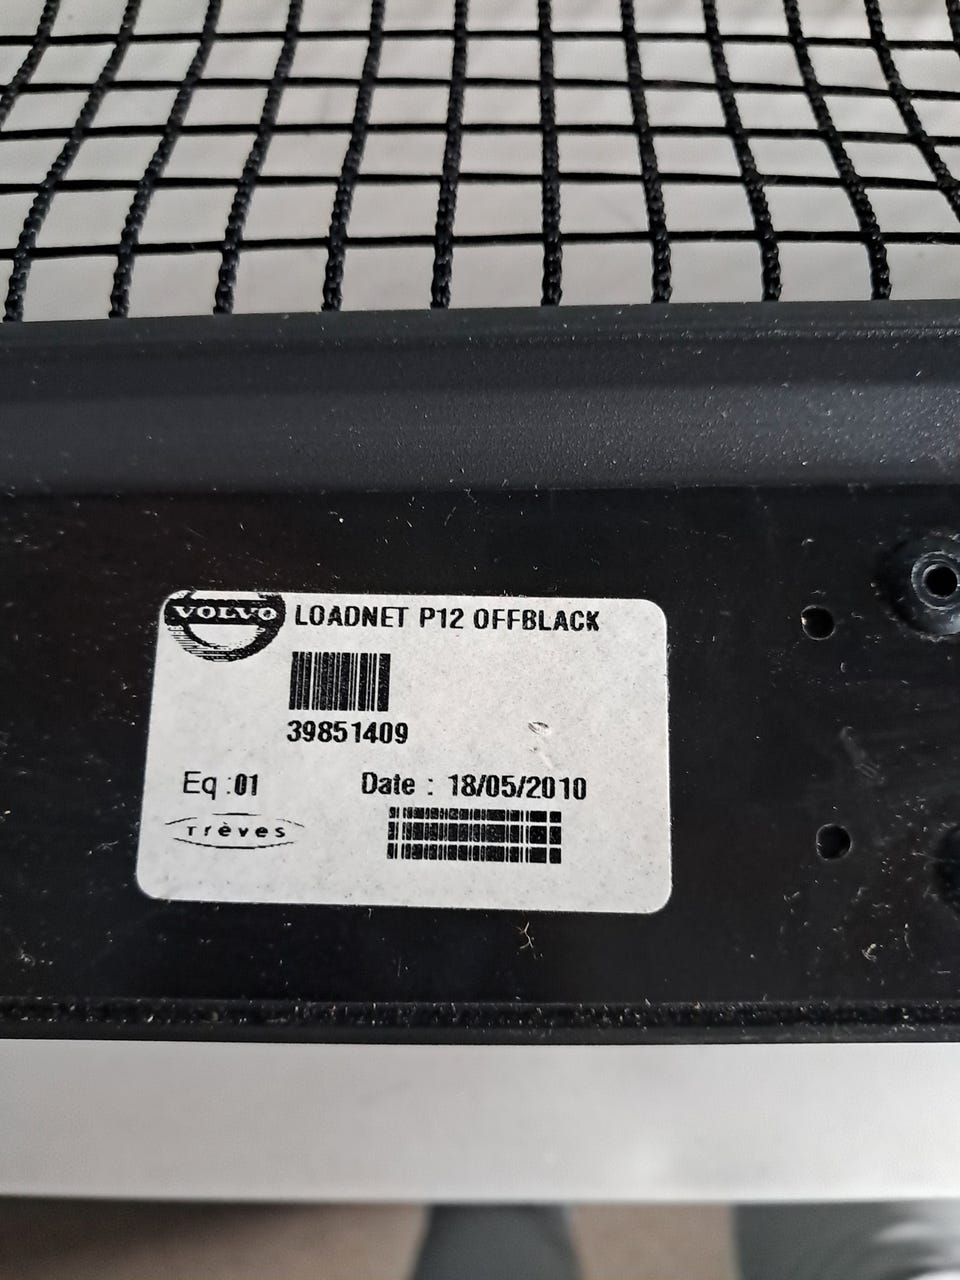 VOLVO
LOADNET P12 OFFBLACK
39851409
Eq :01
Date : 18/05/2010
Trèves